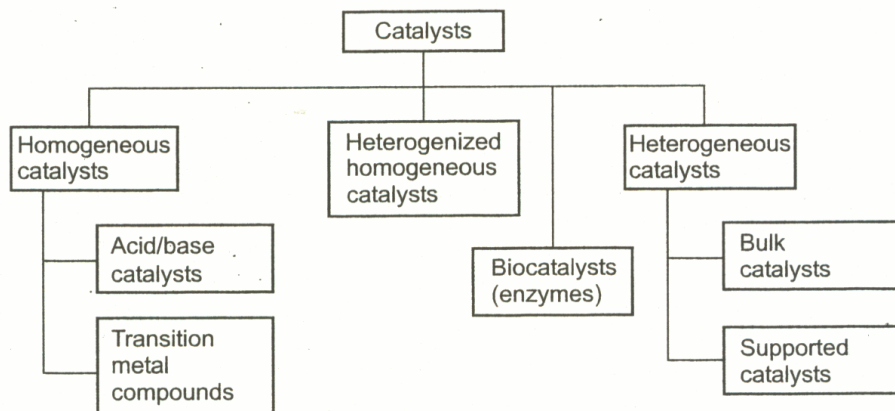 Catalysts
Homogeneous
catalysts
Heterogenized
homogeneous
catalysts
Heterogeneous
catalysts
Acid/base
catalysts
Biocatalysts
(enzymes)
Bulk
catalysts
Transition
metal
compounds
Supported
catalysts